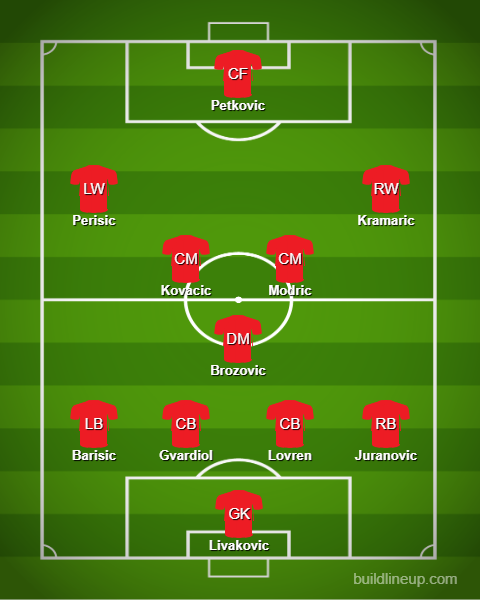 CF
Petkovic
LW
RW
Perisic
Kramaric
CM
CM
Kovacic
Modric
DM
Brozovic
LB
CB
CB
RB
Barisic
Gvardiol
Lovren
Juranovic
GK
Livakovic
buildlineup.com